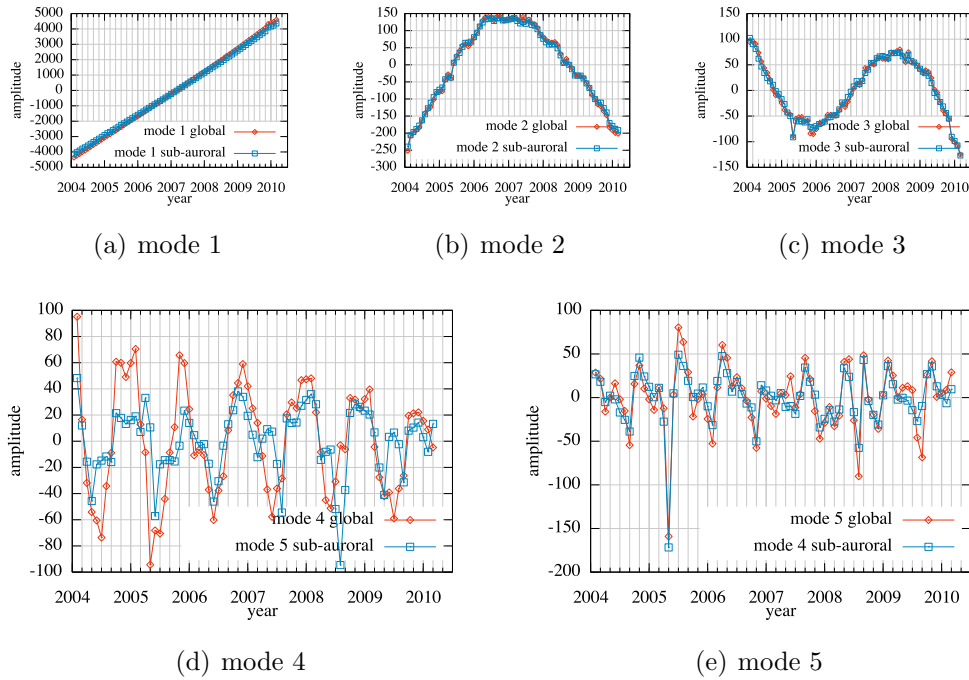 5000
4000
3000
2000
1000
0
-1000
-2000
-3000
-4000
-5000
amplitude
mode 1 global
mode 1 sub-auroral
2004 2005 2006 2007 2008 2009 2010
year
(a) mode 1
150
100
50
0
-50
-100
-150
-200
-250
-300
amplitude
mode 2 global
mode 2 sub-auroral
2004 2005 2006 2007 2008 2009 2010
year
(b) mode 2
150
100
50
0
-50
-100
-150
amplitude
mode 3 global
mode 3 sub-auroral
2004 2005 2006 2007 2008 2009 2010
year
(c) mode 3
100
80
60
40
20
0
-20
-40
-60
-80
-100
amplitude
mode 4 global
mode 5 sub-auroral
2004 2005 2006 2007 2008 2009 2010
year
(d) mode 4
100
50
0
-50
-100
-150
-200
amplitude
mode 5 global
mode 4 sub-auroral
2004 2005 2006 2007 2008 2009 2010
year
(e) mode 5